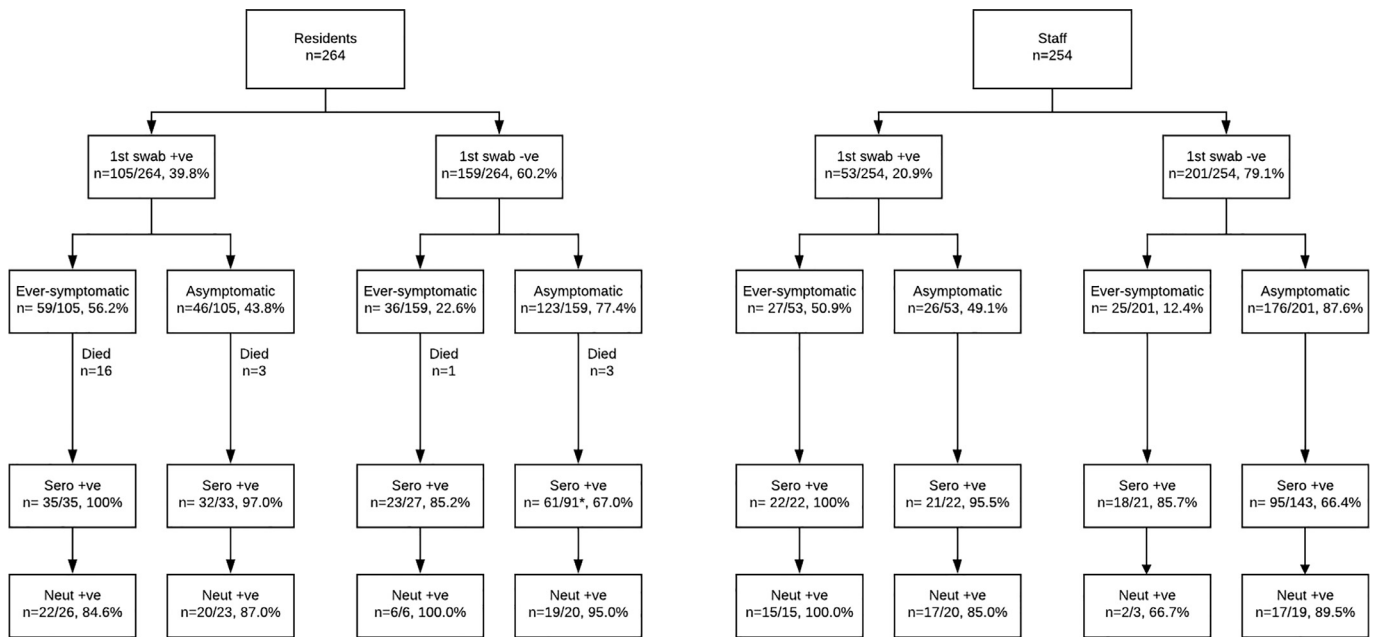 Residents
n=264
Staff
n=254
1st swab +ve
n=105/264, 39.8%
1st swab -ve
n=159/264, 60.2%
1st swab +ve
n=53/254, 20.9%
1st swab -ve
n=201/254, 79.1%
Ever-symptomatic
n= 59/105, 56.2%
Asymptomatic
n=46/105, 43.8%
Ever-symptomatic
n= 36/159, 22.6%
Asymptomatic
n=123/159, 77.4%
Ever-symptomatic
n= 27/53, 50.9%
Asymptomatic
n=26/53, 49.1%
Ever-symptomatic
n= 25/201, 12.4%
Asymptomatic
n=176/201, 87.6%
Died
n=16
Died
n=3
Died
n=1
Died
n=3
Sero +ve
n= 35/35, 100%
Sero +ve
n= 32/33, 97.0%
Sero +ve
n=23/27, 85.2%
Sero +ve
n= 61/91*, 67.0%
Sero +ve
n= 22/22, 100%
Sero +ve
n= 21/22, 95.5%
Sero +ve
n=18/21, 85.7%
Sero +ve
n= 95/143, 66.4%
Neut +ve
n=22/26, 84.6%
Neut +ve
n=20/23, 87.0%
Neut +ve
n=6/6, 100.0%
Neut +ve
n=19/20, 95.0%
Neut +ve
n=15/15, 100.0%
Neut +ve
n=17/20, 85.0%
Neut +ve
n=2/3, 66.7%
Neut +ve
n=17/19, 89.5%